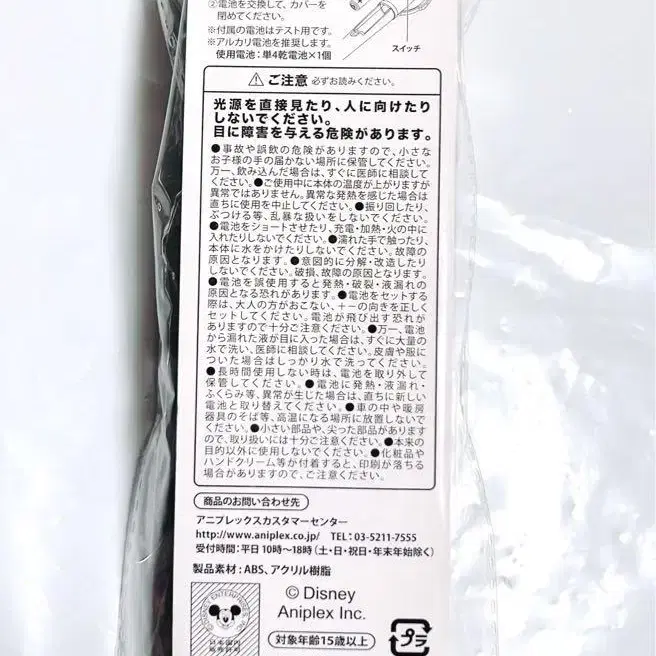 ②電池を交換して、カバーを
閉めてください。
※付属の電池はテスト用です。
※アルカリ電池を推奨します。
使用電池:単4乾電池×1個
スイッチ
⚠ご注意 必ずお読みください。
光源を直接見たり、人に向けたり
しないでください。
目に障害を与える危険があります。
●事故や誤飲の危険がありますので、小さな
お子様の手の届かない場所に保管してください。
万一、飲み込んだ場合は、すぐに医師に相談して
ください。●ご使用中に本体の温度が上がりますが
異常ではありません。異常な発熱を感じた場合は
直ちに使用を中止してください。●振り回したり、
ぶつける等、乱暴な扱いをしないでください。
●電池をショートさせたり、充電・加熱・火の中に
入れたりしないでください。●濡れた手で触ったり、
本体に水をかけたりしないでください。故障の
原因となります。●意図的に分解・改造したり
しないでください。破損、故障の原因となります。
●電池を誤使用すると発熱・破裂・液漏れの
原因となる恐れがあります。●電池をセットする
際は、大人の方がおこない、+-の向きを正しく
セットしてください。電池が飛び出す恐れが
ありますので十分ご注意ください。●万一、電池
から漏れた液が目に入った場合は、すぐに大量の
水で洗い、医師に相談してください。皮膚や服に
ついた場合はしっかり水で洗ってください。
●長時間使用しない時は、電池を取り外して
保管してください。●電池に発熱・液漏れ・
ふくらみ等、異常が生じた場合は、直ちに新しい
電池と取り替えてください。●車の中や暖房
器具のそば等、高温になる場所に放置しないで
ください。●小さい部品や、尖った部品があります
ので、取り扱いには十分ご注意ください。●本来の
目的以外に使用しないでください。●化粧品や
ハンドクリーム等が付着すると、印刷が落ちる
場合がありますので、ご注意ください。
商品のお問い合わせ先
アニプレックスカスタマーセンター
http://www.aniplex.co.jp/ TEL:03-5211-7555
受付時間:平日10時〜18時(土・日・祝日・年末年始除く)
製品素材:ABS、アクリル樹脂
© Disney
Aniplex Inc.
日本国内
販売許可
対象年齢15歳以上
プラ